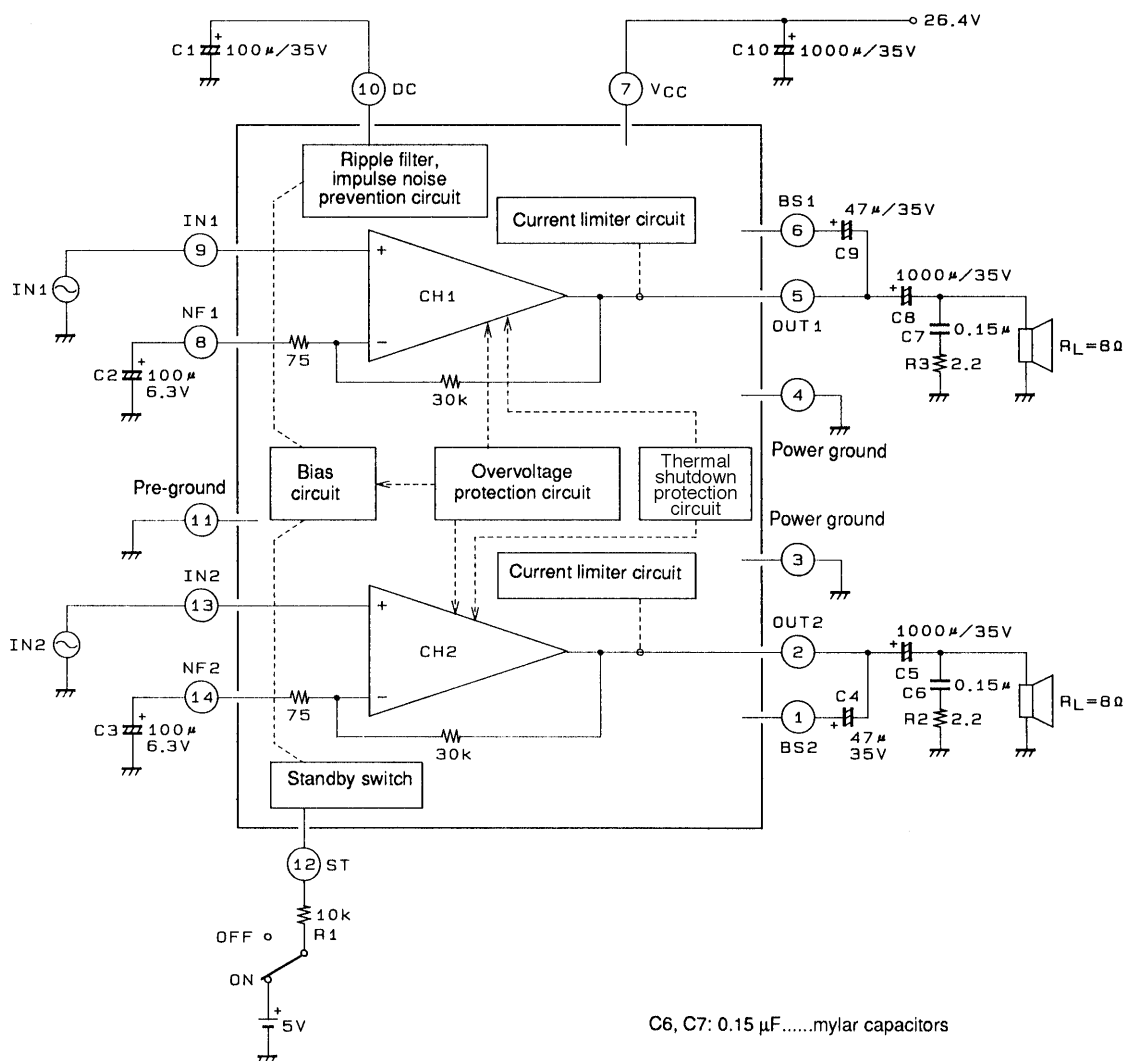 26.4V
C1 + 100μ/35V
C10 + 1000μ/35V
10 DC
7 VCC
Ripple filter,
impulse noise
prevention circuit
Current limiter circuit
BS1
6
47μ/35V
+
C9
IN1
9
IN1
+
CH1
−
1000μ/35V
+
C8
5
OUT1
C7 0.15μ
R3 2.2
RL=8Ω
NF1
8
75
30k
C2 + 100μ
6.3V
4
Power ground
Bias
circuit
Overvoltage
protection circuit
Thermal
shutdown
protection
circuit
Pre-ground
11
Power ground
3
IN2
13
IN2
Current limiter circuit
+
CH2
−
OUT2
2
1000μ/35V
+
C5
C6 0.15μ
R2 2.2
RL=8Ω
NF2
14
75
30k
C3 + 100μ
6.3V
C4
+
1
BS2
47μ
35V
Standby switch
12 ST
10k
R1
OFF
ON
+
5V
C6, C7: 0.15 μF......mylar capacitors